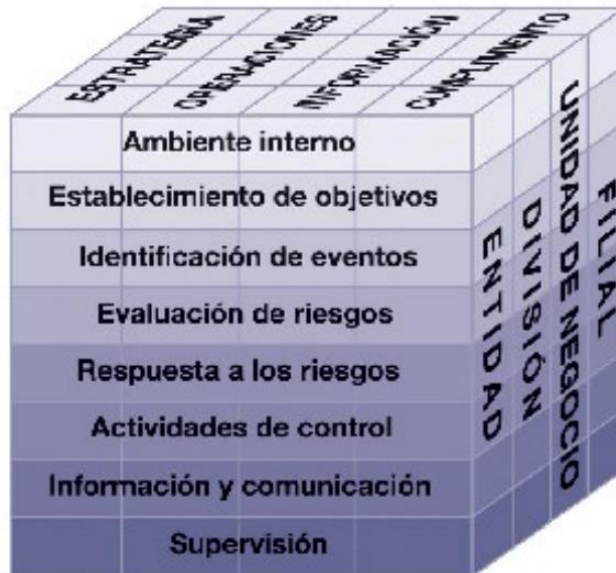 ESTRATEGIA
OPERACIONES
INFORMACIÓN
CUMPLIMIENTO
Ambiente interno
Establecimiento de objetivos
Identificación de eventos
Evaluación de riesgos
Respuesta a los riesgos
Actividades de control
Información y comunicación
Supervisión
ENTIDAD
DIVISIÓN
UNIDAD DE NEGOCIO
FILIAL